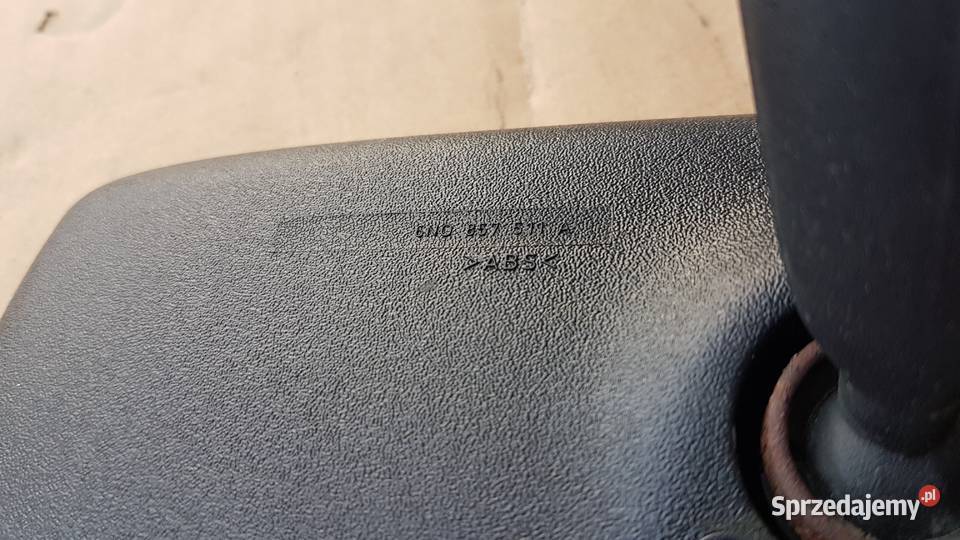 6N0 857 511 A
>ABS<
Sprzedajemy.pl